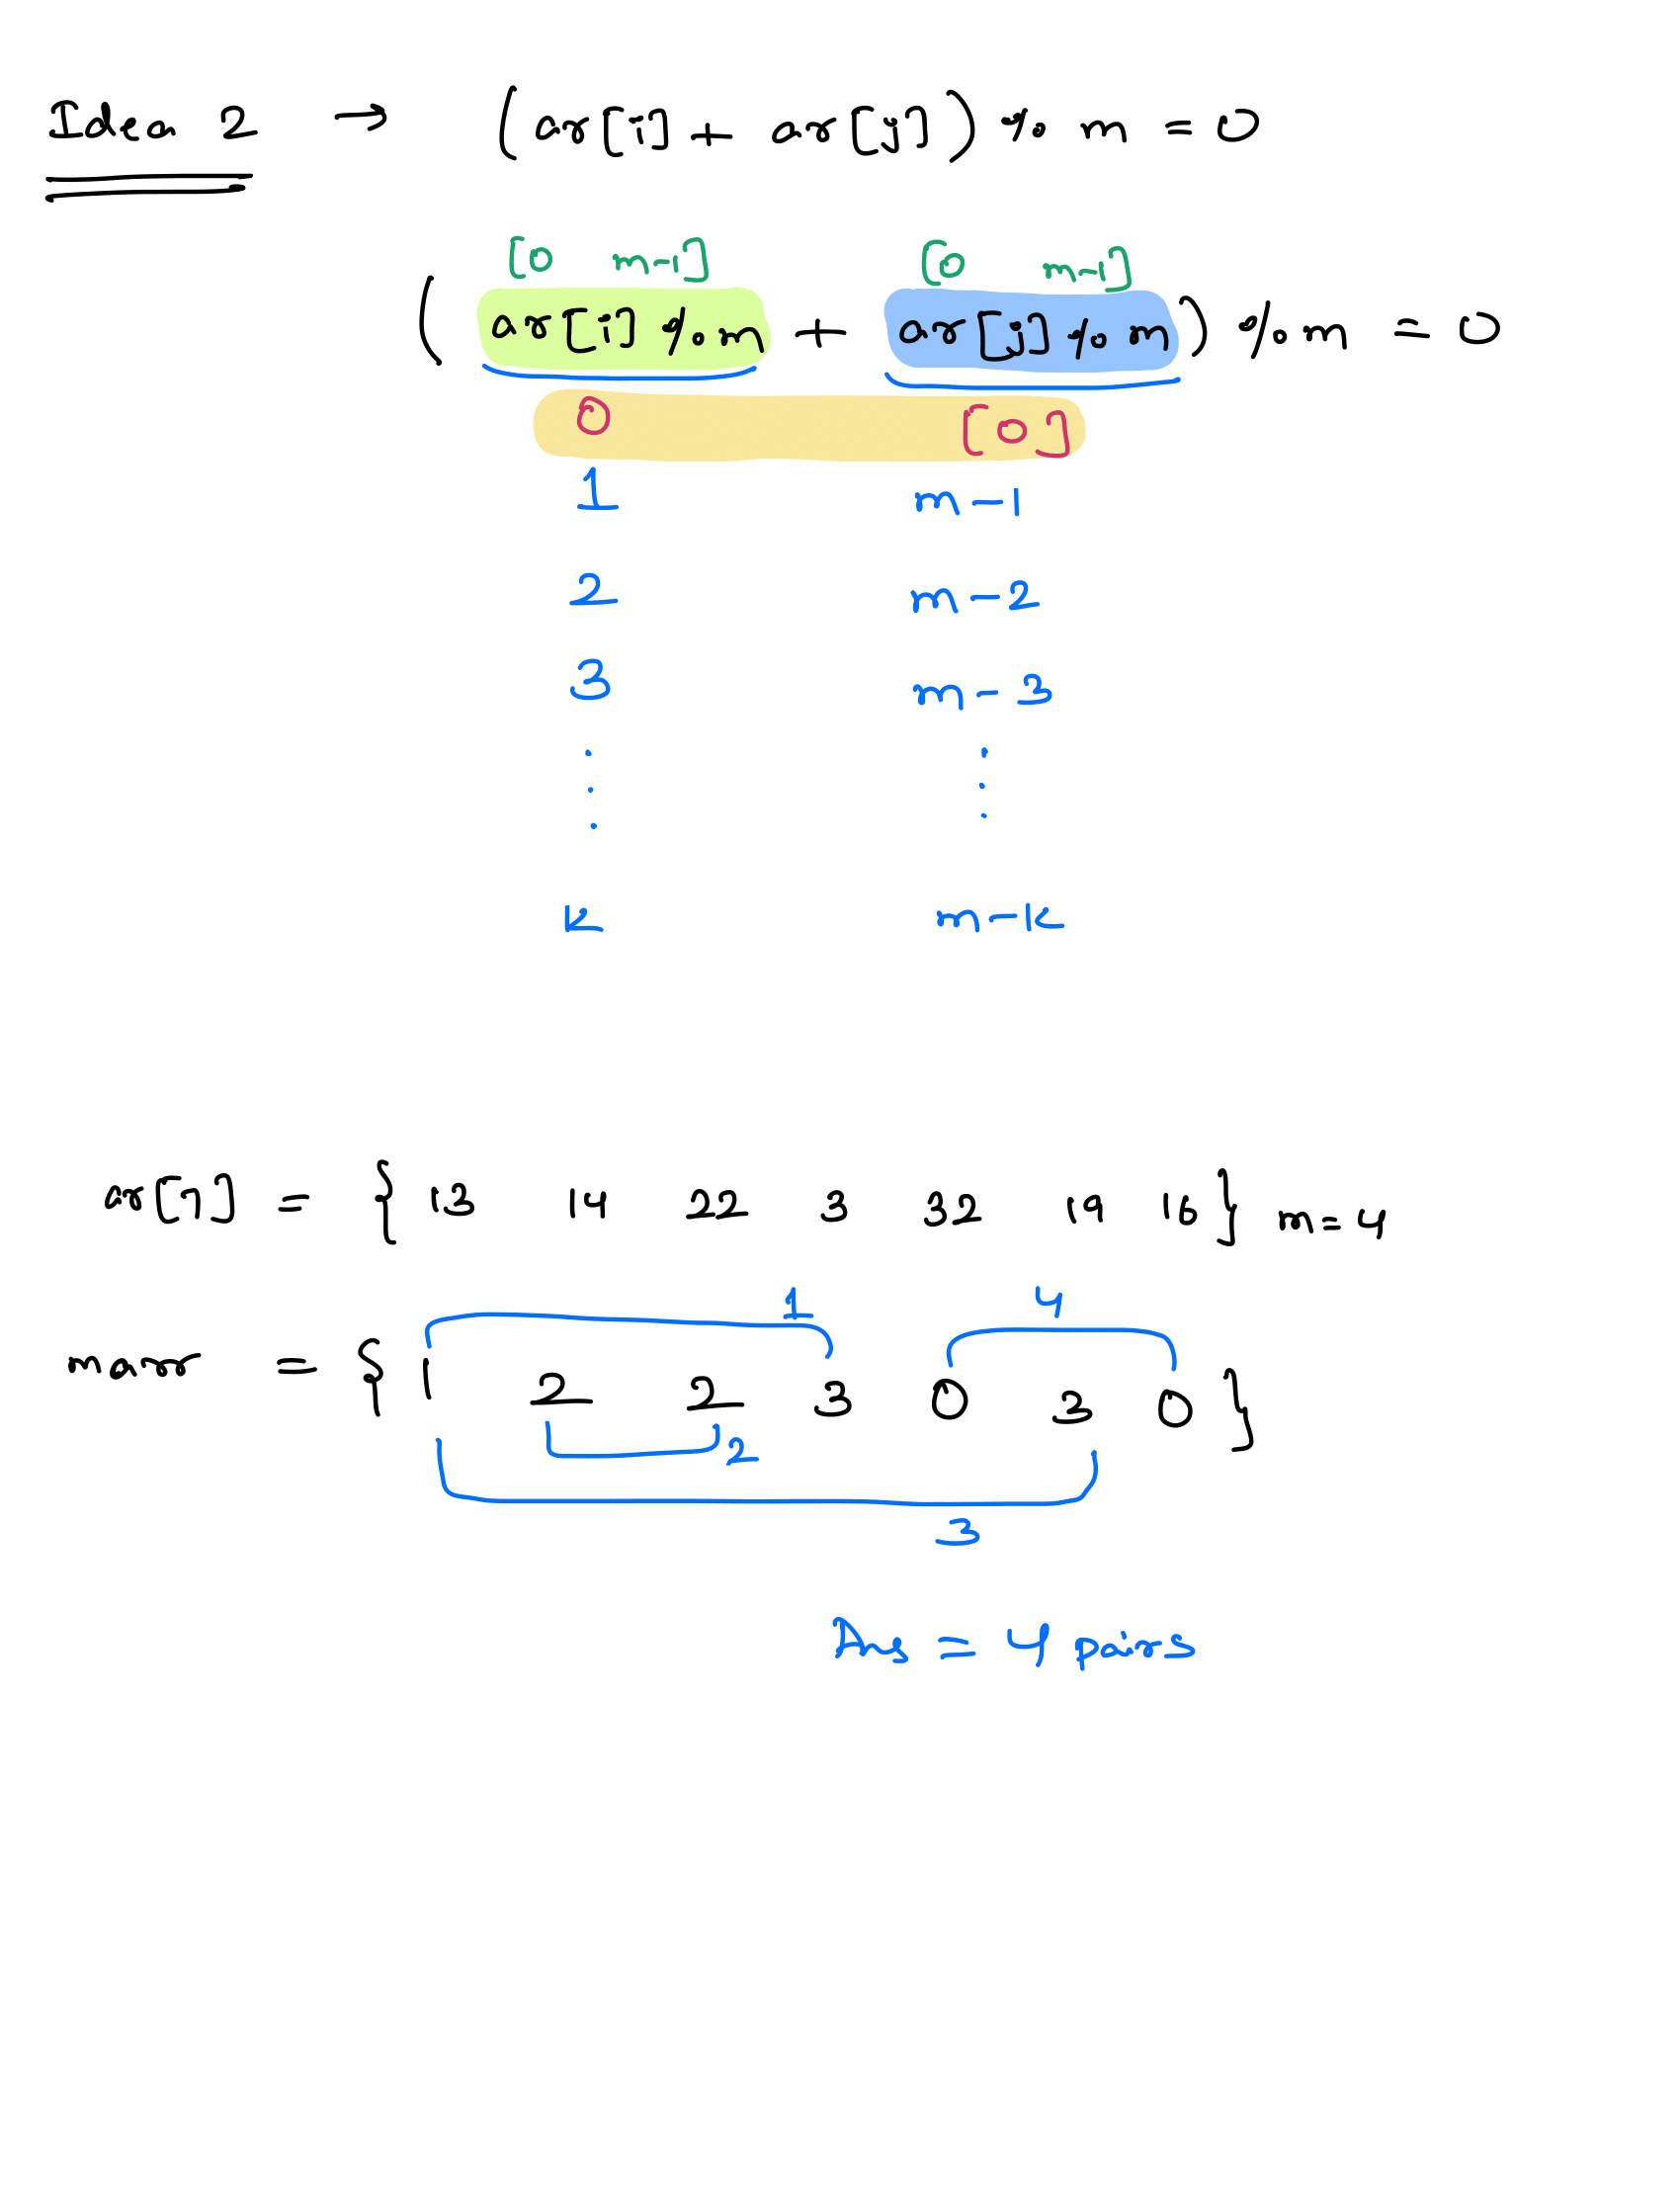 Idea 2 → (ar[i] + ar[j]) % m = 0
[0 m-1] [0 m-1]
(ar[i] % m + ar[j] % m) % m = 0
0 [0]
1 m-1
2 m-2
3 m-3
. .
. .
. .
k m-k
ar[7] = { 13 14 22 3 32 19 16 } m=4
1 4
marr = { 1 2 2 3 0 3 0 }
2
3
Ans = 4 pairs